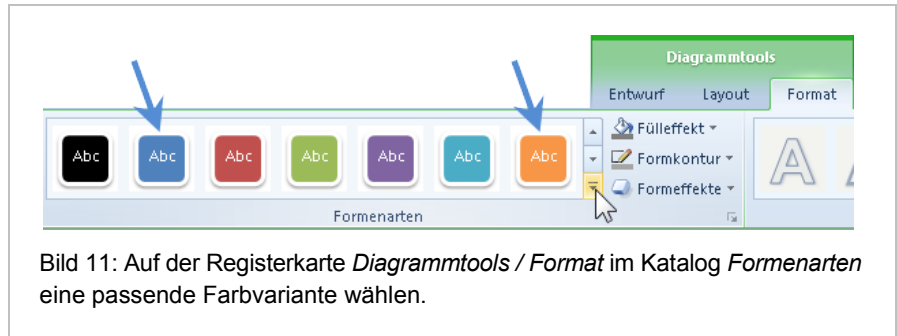 Diagrammtools
Entwurf Layout Format
Abc Abc Abc Abc Abc Abc Abc
Fülleffekt
Formkontur
Formeffekte
A
Formenarten
Bild 11: Auf der Registerkarte Diagrammtools / Format im Katalog Formenarten
eine passende Farbvariante wählen.